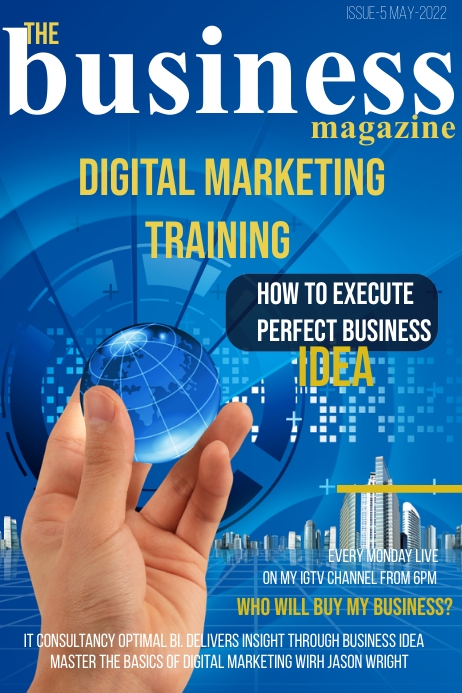 ISSUE-5 MAY-2022
THE
business
magazine
DIGITAL MARKETING
TRAINING
HOW TO EXECUTE
PERFECT BUSINESS
IDEA
EVERY MONDAY LIVE
ON MY IGTV CHANNEL FROM 6PM
WHO WILL BUY MY BUSINESS?
IT CONSULTANCY OPTIMAL BI. DELIVERS INSIGHT THROUGH BUSINESS IDEA
MASTER THE BASICS OF DIGITAL MARKETING WIRH JASON WRIGHT